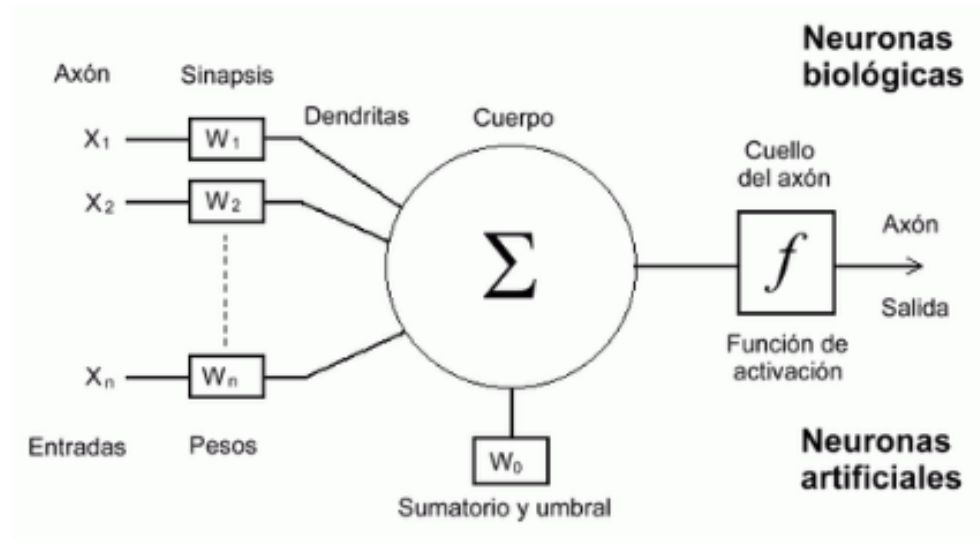 Neuronas
biológicas
Axón
Sinapsis
Dendritas
Cuerpo
Cuello
del axón
X1
W1
X2
W2
Σ
f
Axón
Salida
Xn
Wn
Función de
activación
Entradas
Pesos
W0
Sumatorio y umbral
Neuronas
artificiales